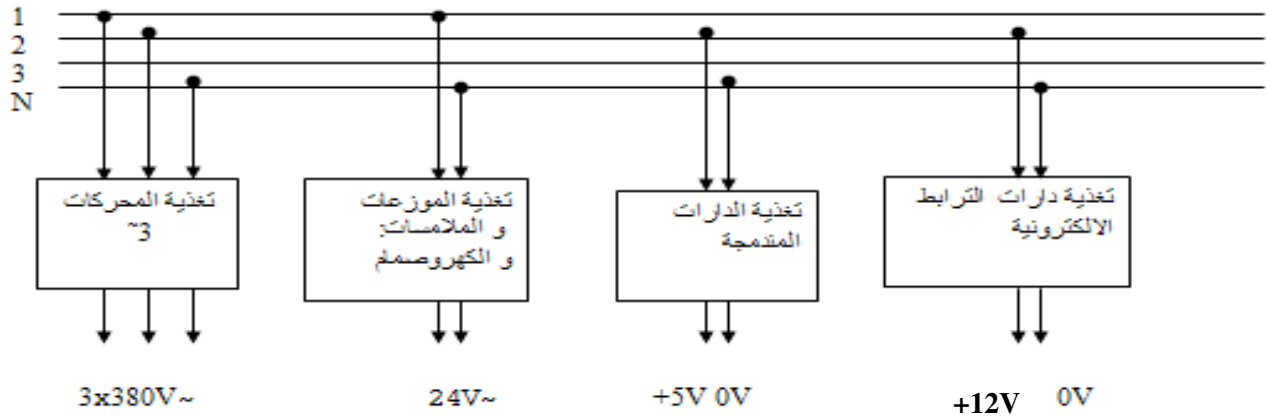 1
2
3
N
تغذية المحركات
3~
تغذية الموزعات
و الملامسات:
و الكهروصمام
تغذية الدارات
المندمجة
تغذية دارات الترابط
الالكترونية
3x380V~
24V~
+5V 0V
+12V 0V